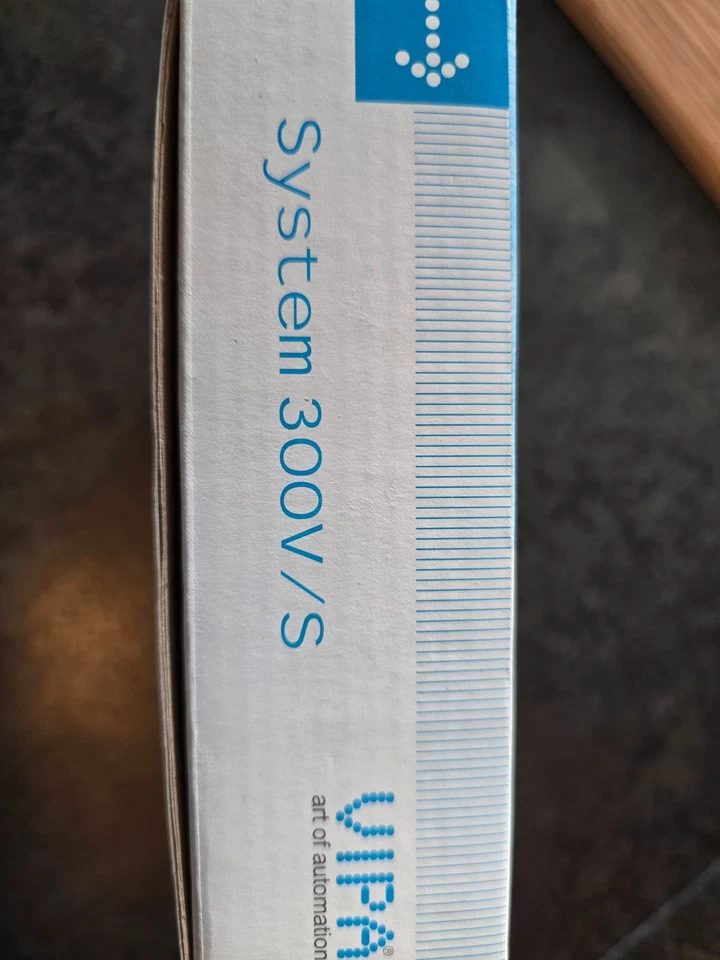 System 300V/S
VIPA®
art of automation